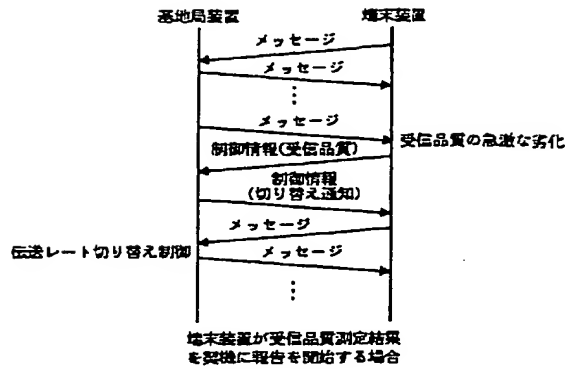 基地局装置
端末装置
メッセージ
メッセージ
メッセージ
受信品質の急激な劣化
制御情報(受信品質)
制御情報
(切り替え通知)
メッセージ
伝送レート切り替え制御
メッセージ
端末装置が受信品質測定結果
を契機に報告を開始する場合